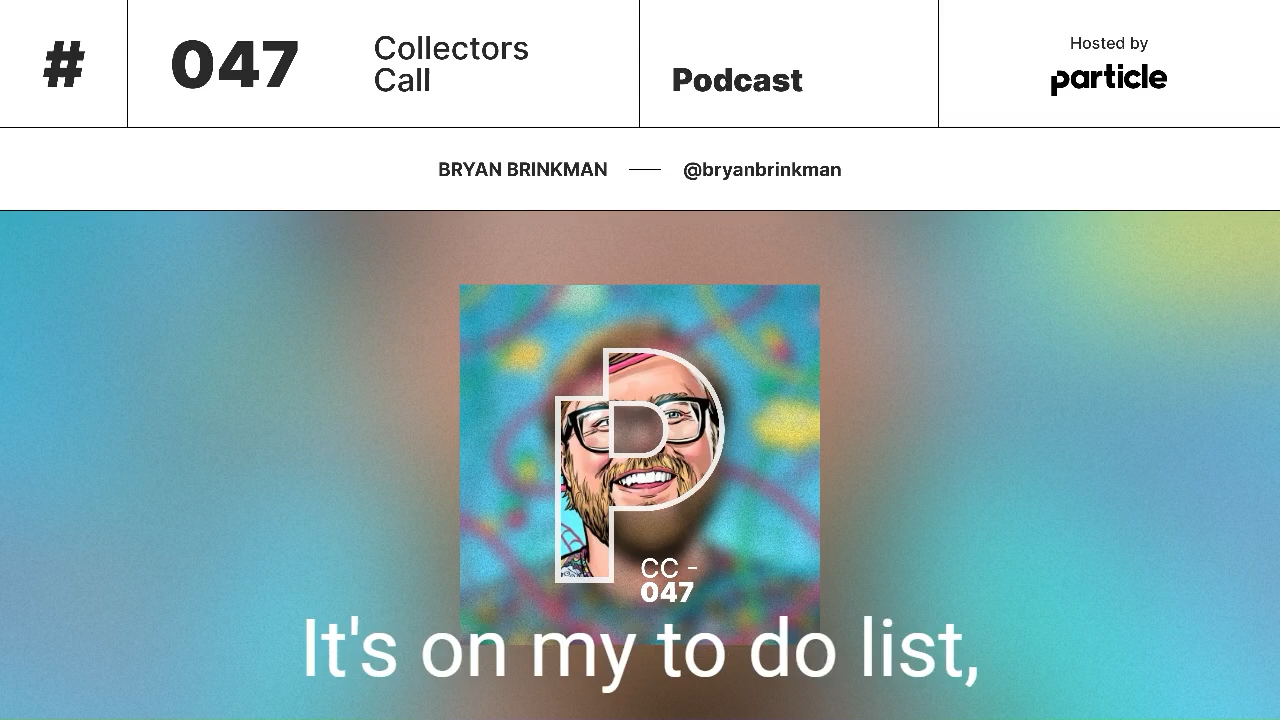 #
047
Collectors
Call
Podcast
Hosted by
particle
BRYAN BRINKMAN — @bryanbrinkman
CC -
047
It's on my to do list,